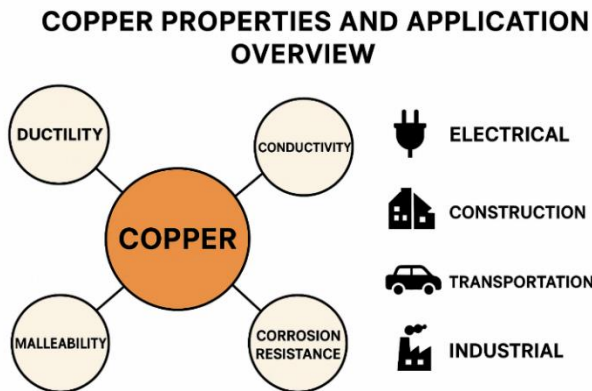 COPPER PROPERTIES AND APPLICATION
OVERVIEW
DUCTILITY
CONDUCTIVITY
COPPER
MALLEABILITY
CORROSION
RESISTANCE
ELECTRICAL
CONSTRUCTION
TRANSPORTATION
INDUSTRIAL